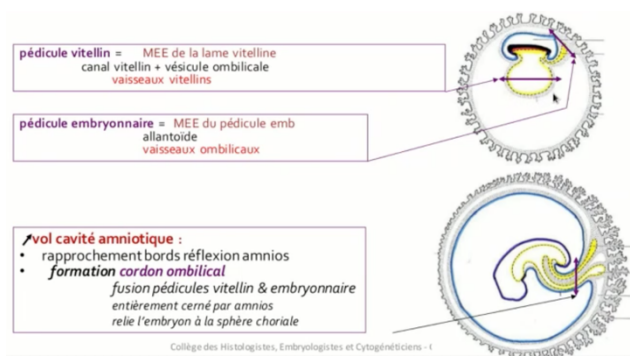 pédicule vitellin = MEE de la lame vitelline
canal vitellin + vésicule ombilicale
vaisseaux vitellins
pédicule embryonnaire = MEE du pédicule emb
allantoïde
vaisseaux ombilicaux
↗vol cavité amniotique :
• rapprochement bords réflexion amnios
• formation cordon ombilical
fusion pédicules vitellin & embryonnaire
entièrement cerné par amnios
relie l'embryon à la sphère choriale
Collège des Histologistes, Embryologistes et Cytogénéticiens -